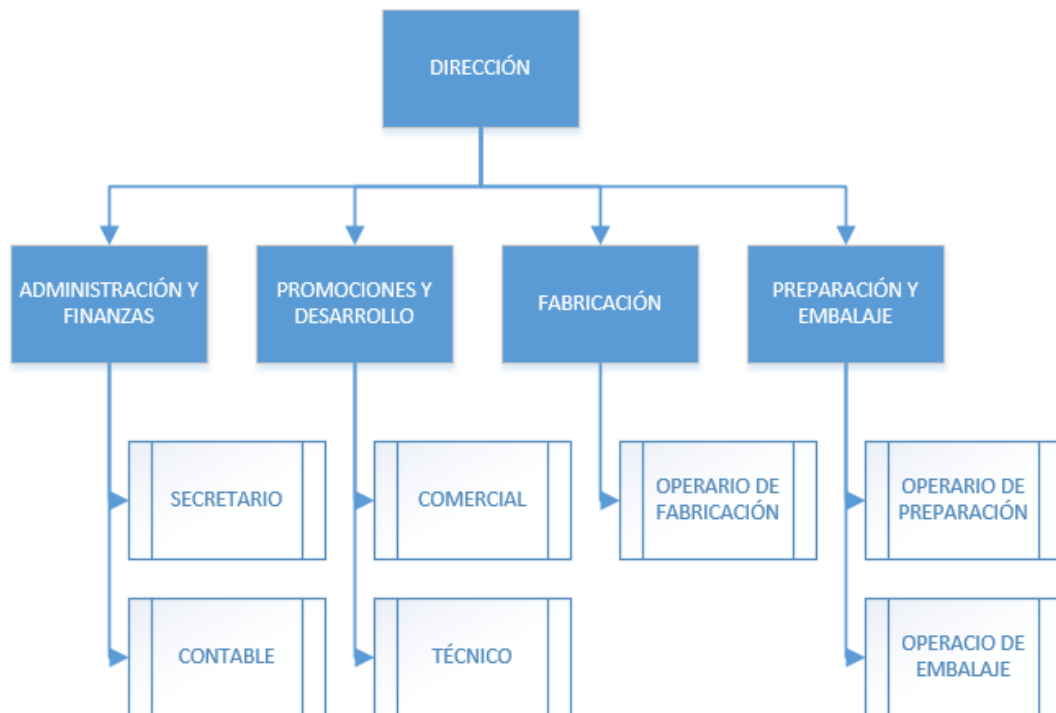 DIRECCIÓN
ADMINISTRACIÓN Y
FINANZAS
PROMOCIONES Y
DESARROLLO
FABRICACIÓN
PREPARACIÓN Y
EMBALAJE
SECRETARIO
COMERCIAL
OPERARIO DE
FABRICACIÓN
OPERARIO DE
PREPARACIÓN
CONTABLE
TÉCNICO
OPERACIO DE
EMBALAJE